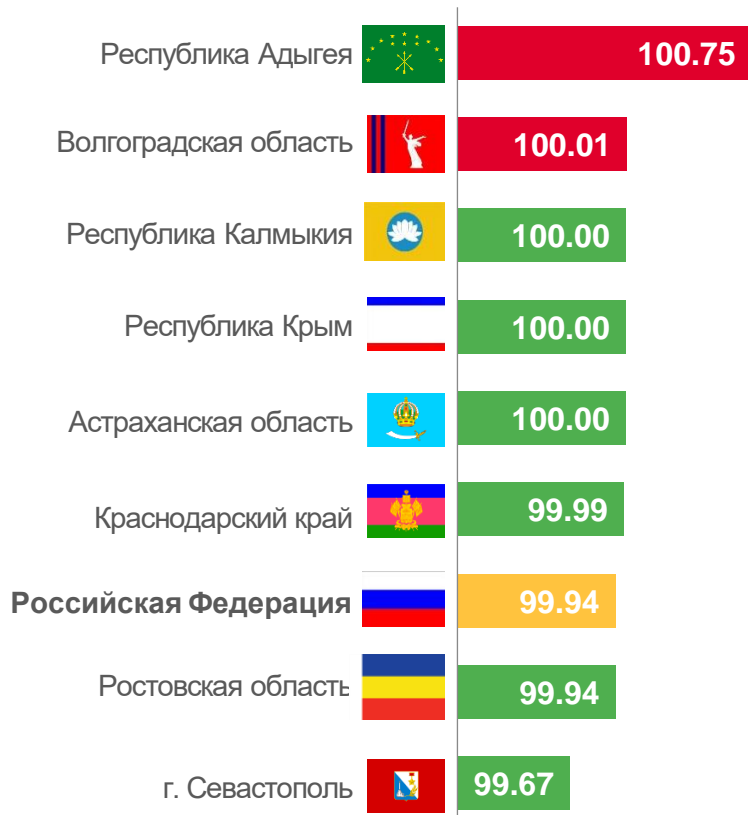 Республика Адыгея 100.75
Волгоградская область 100.01
Республика Калмыкия 100.00
Республика Крым 100.00
Астраханская область 100.00
Краснодарский край 99.99
Российская Федерация 99.94
Ростовская область 99.94
г. Севастополь 99.67